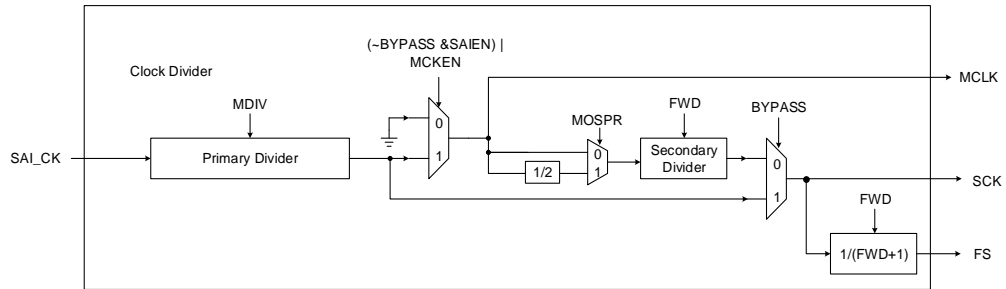 (~BYPASS &SAIEN) |
MCKEN
Clock Divider
MCLK
MDIV
FWD
BYPASS
MOSPR
0
SAI_CK
Primary Divider
1
0
1
1/2
Secondary
Divider
0
1
SCK
FWD
1/(FWD+1)
FS